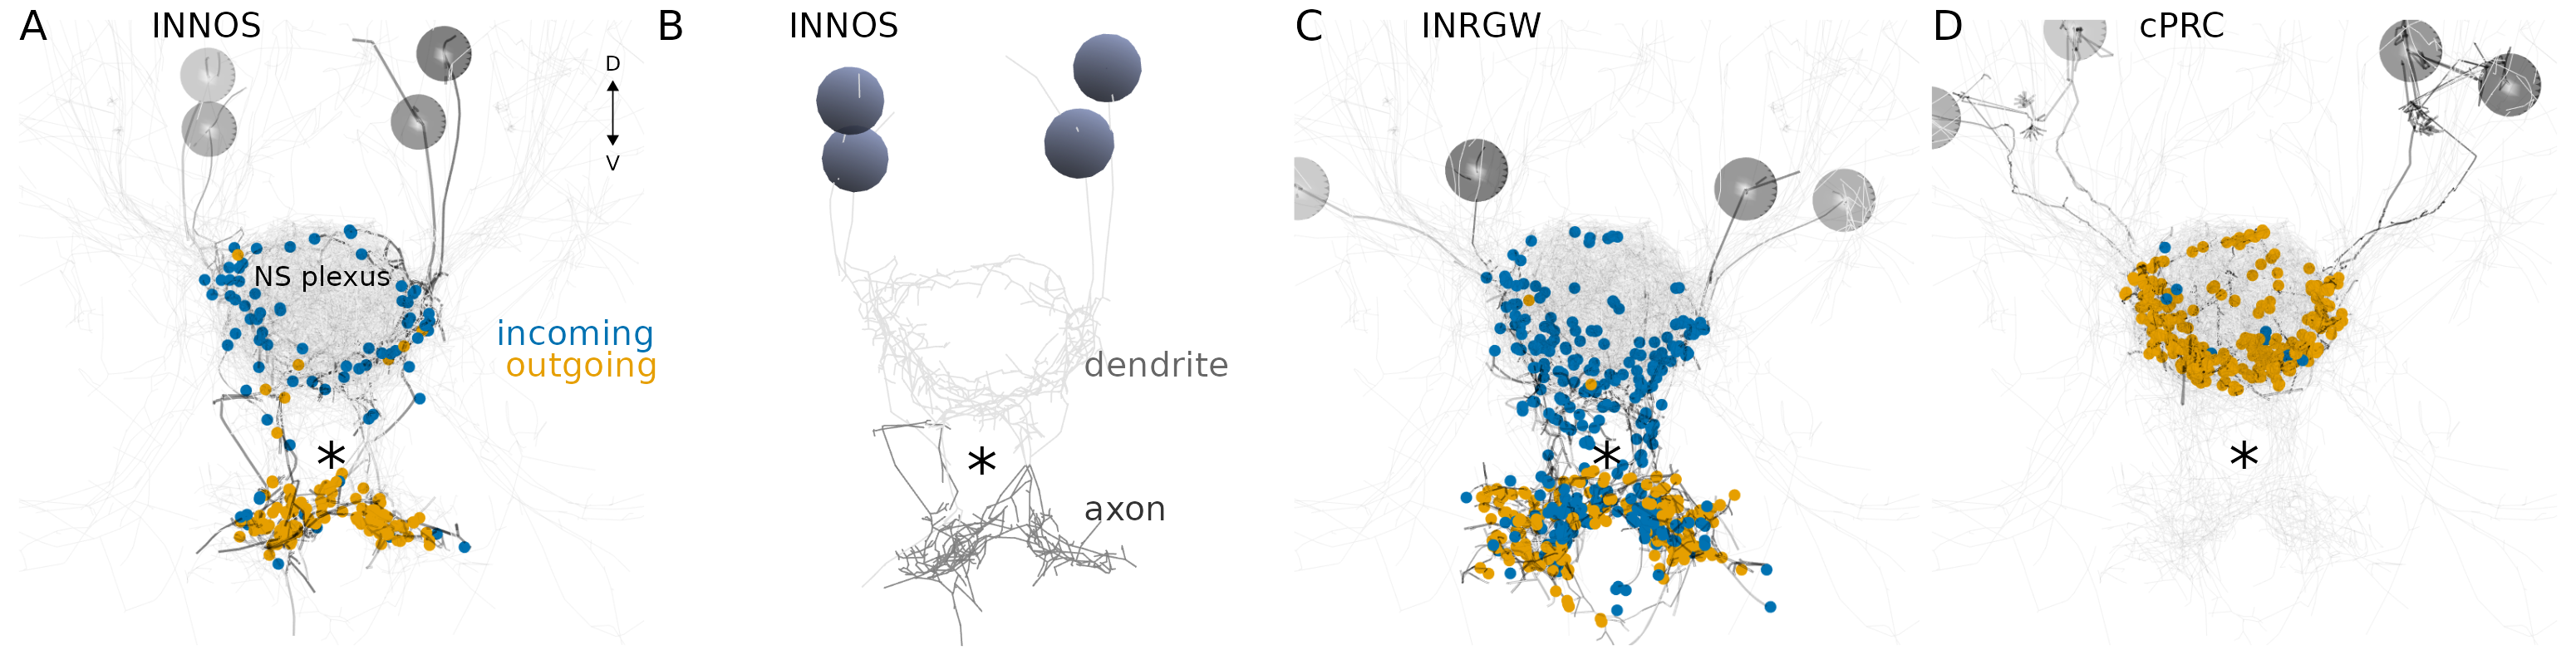 A INNOS
D
V
NS plexus
incoming
outgoing
*
B INNOS
dendrite
*
axon
C INRGW
*
D cPRC
*